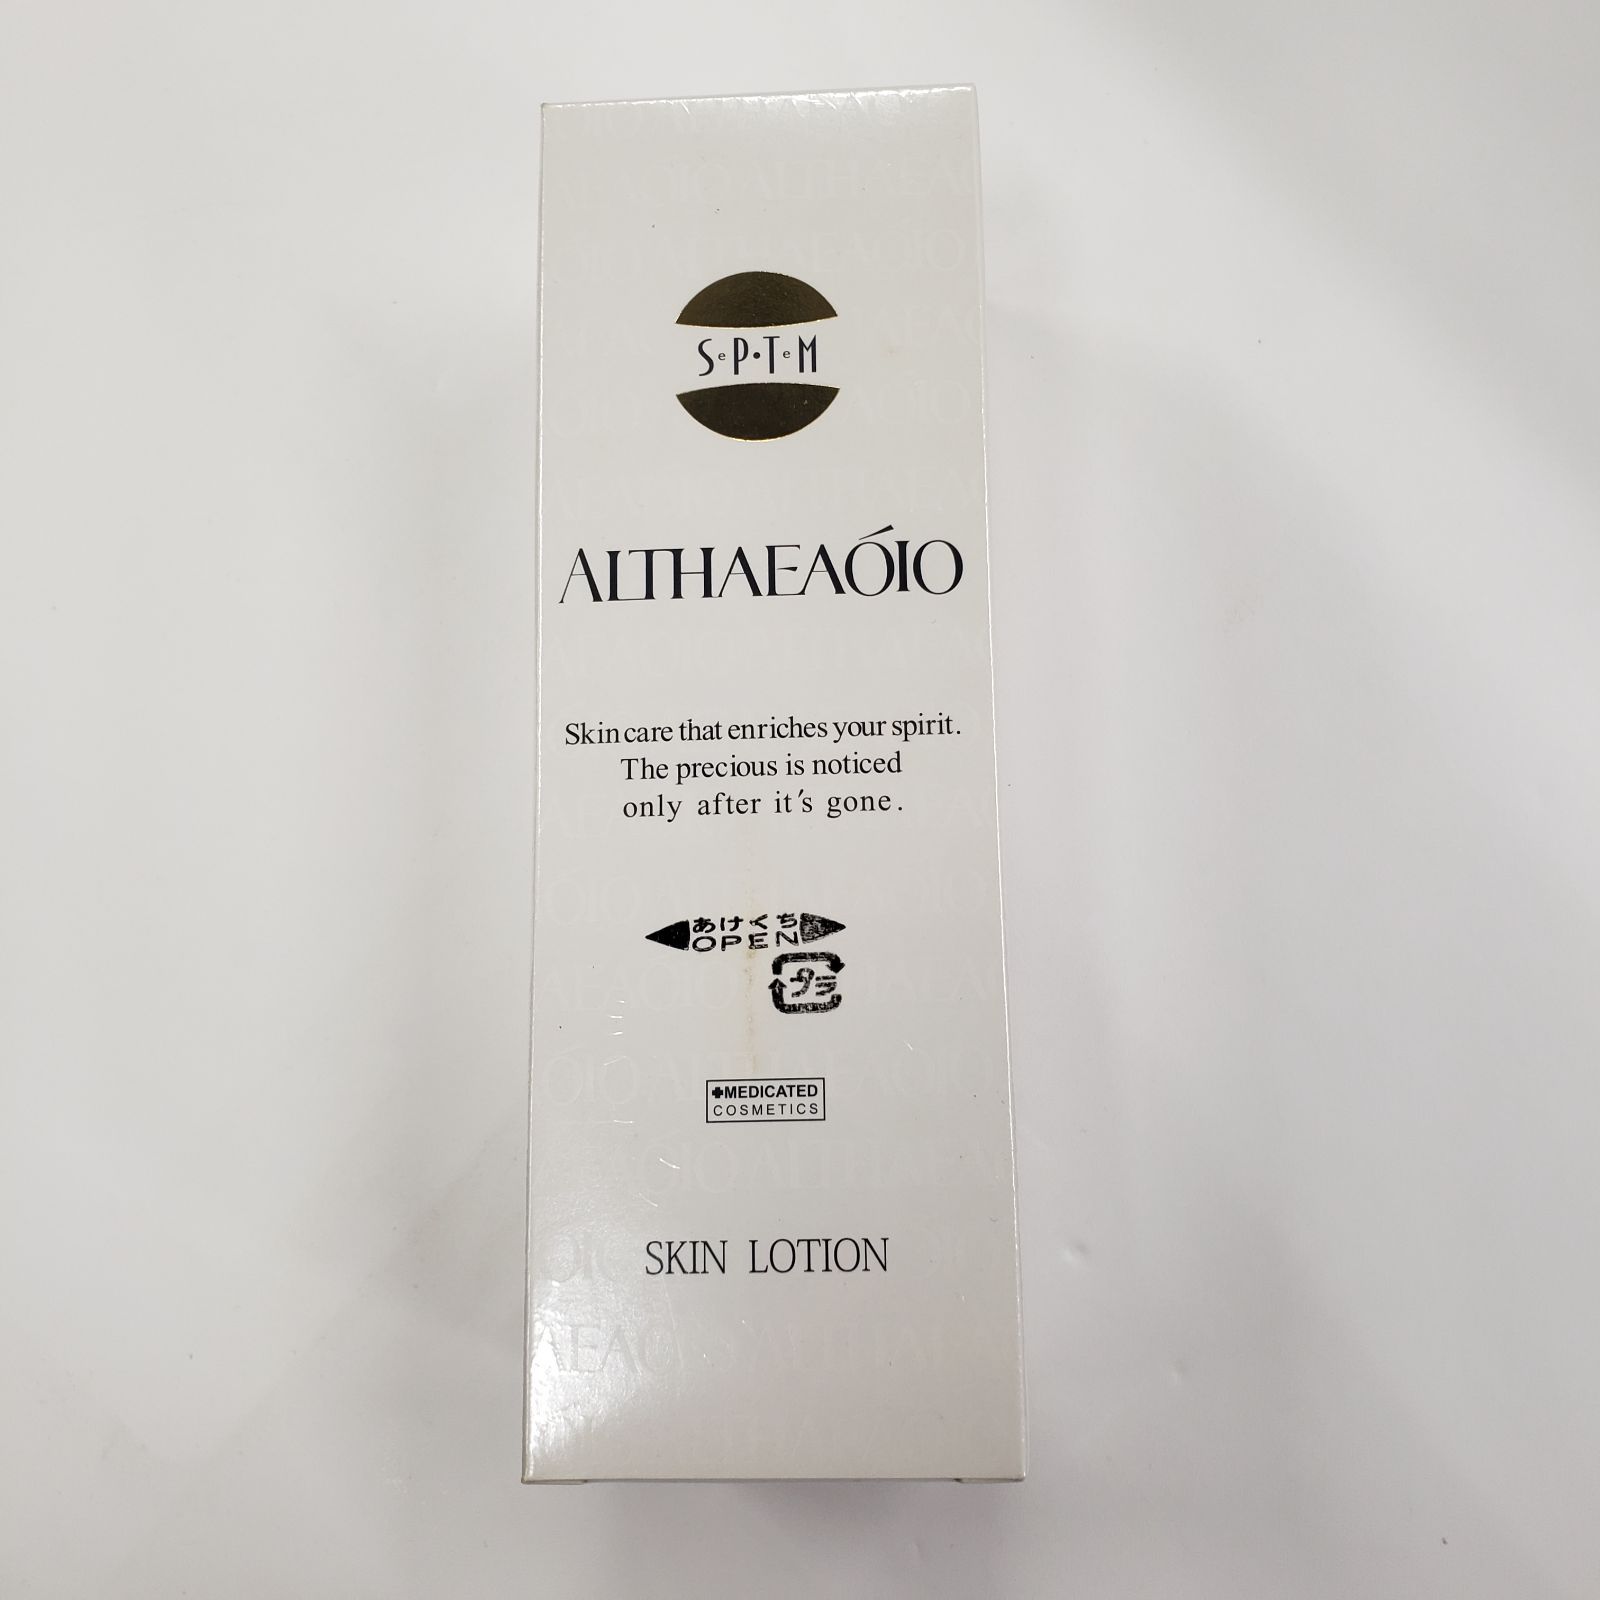 SePTeM
ALTHAEAÓIO
Skin care that enriches your spirit.
The precious is noticed
only after it's gone.
あけくち
OPEN
プラ
MEDICATED
COSMETICS
SKIN LOTION